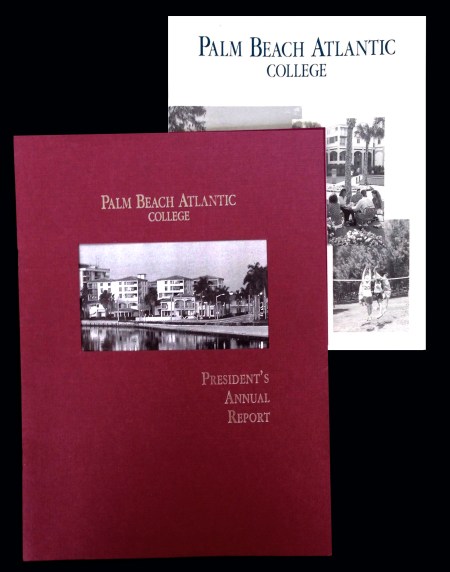 PALM BEACH ATLANTIC
COLLEGE
PALM BEACH ATLANTIC
COLLEGE
PRESIDENT'S
ANNUAL
REPORT